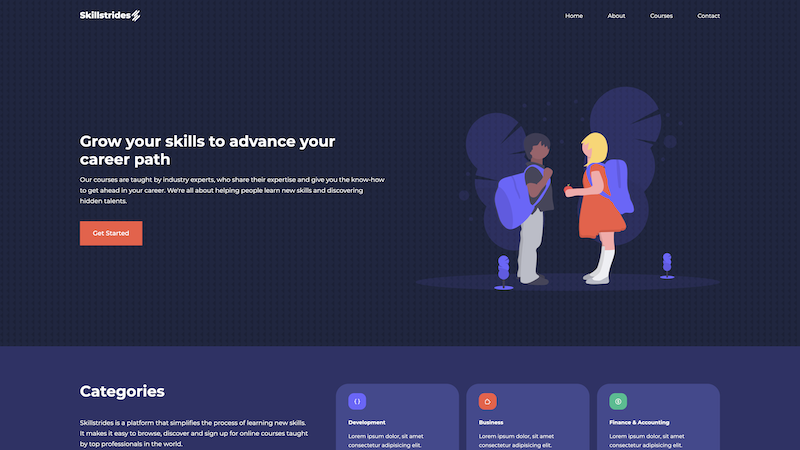 Skillstrides
Home About Courses Contact
Grow your skills to advance your
career path
Our courses are taught by industry experts, who share their expertise and give you the know-how
to get ahead in your career. We're all about helping people learn new skills and discovering
hidden talents.
Get Started
Categories
Skillstrides is a platform that simplifies the process of learning new skills.
It makes it easy to browse, discover and sign up for online courses taught
by top professionals in the world.
Development
Lorem ipsum dolor, sit amet
consectetur adipisicing elit.
Business
Lorem ipsum dolor, sit amet
consectetur adipisicing elit.
Finance & Accounting
Lorem ipsum dolor, sit amet
consectetur adipisicing elit.